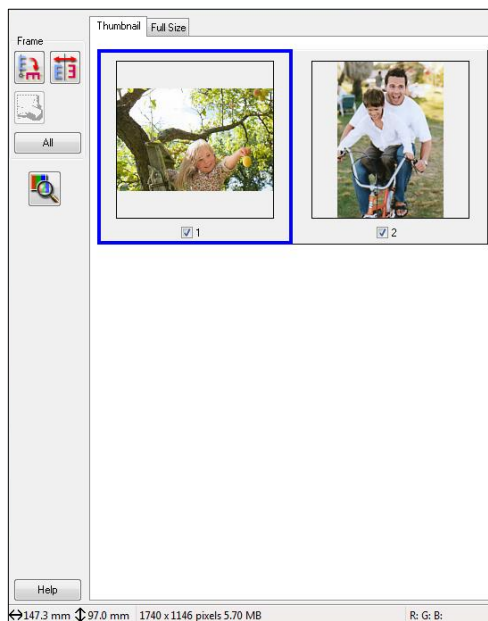 Thumbnail Full Size
Frame
All
1 2
Help
147.3 mm 97.0 mm 1740 x 1146 pixels 5.70 MB R: G: B: